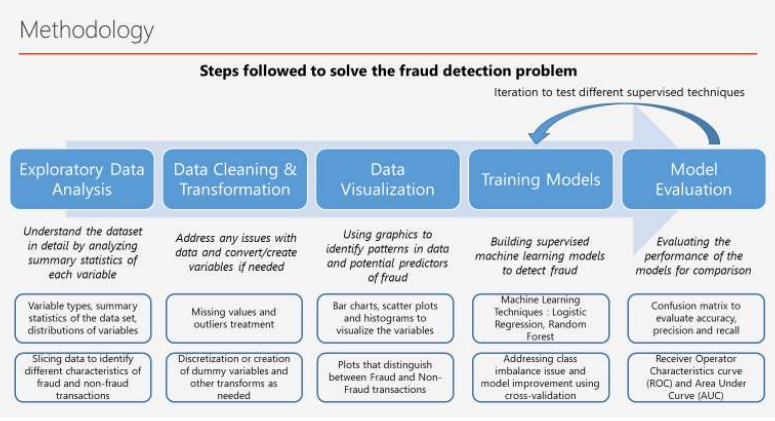 Methodology
Steps followed to solve the fraud detection problem
Iteration to test different supervised techniques
Exploratory Data
Analysis
Data Cleaning &
Transformation
Data
Visualization
Training Models
Model
Evaluation
Understand the dataset
in detail by analyzing
summary statistics of
each variable
Address any issues with
data and convert/create
variables if needed
Using graphics to
identify patterns in data
and potential predictors
of fraud
Building supervised
machine learning models
to detect fraud
Evaluating the
performance of the
models for comparison
Variable types, summary
statistics of the data set,
distributions of variables
Missing values and
outliers treatment
Bar charts, scatter plots
and histograms to
visualize the variables
Machine Learning
Techniques : Logistic
Regression, Random
Forest
Confusion matrix to
evaluate accuracy,
precision and recall
Slicing data to identify
different characteristics of
fraud and non-fraud
transactions
Discretization or creation
of dummy variables and
other transforms as
needed
Plots that distinguish
between Fraud and Non-
Fraud transactions
Addressing class
imbalance issue and
model improvement using
cross-validation
Receiver Operator
Characteristics curve
(ROC) and Area Under
Curve (AUC)